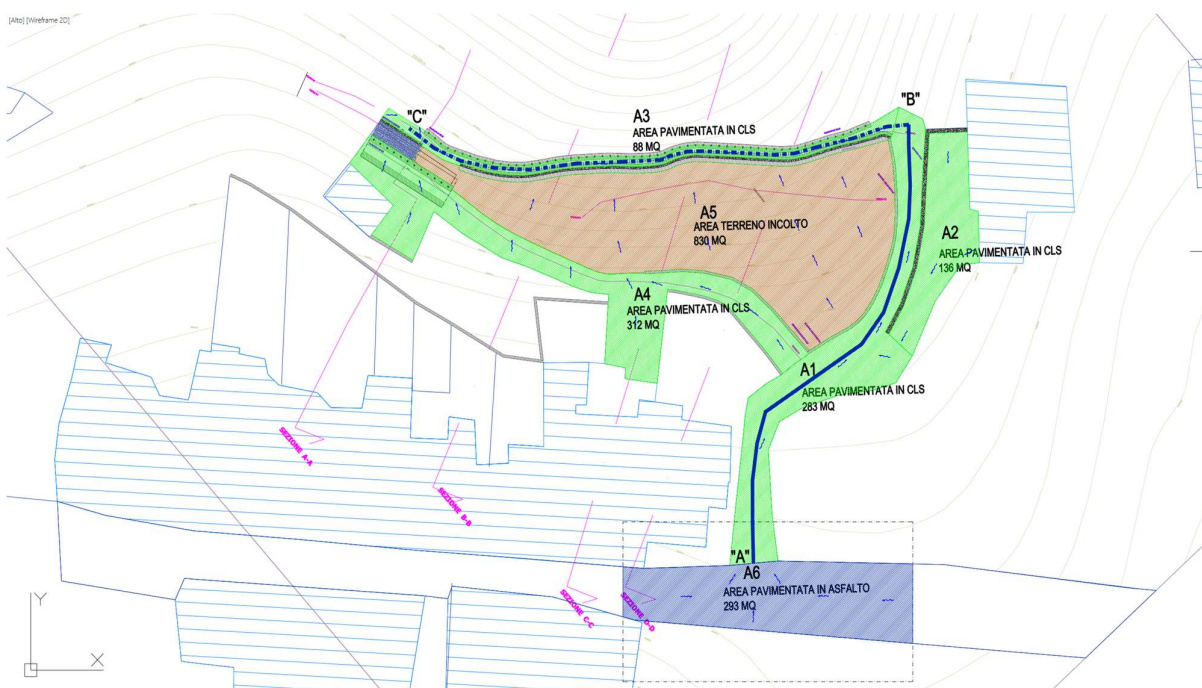 [Alto] [Wireframe 2D]
"C"
A3
AREA PAVIMENTATA IN CLS
88 MQ
"B"
A5
AREA TERRENO INCOLTO
830 MQ
A2
AREA PAVIMENTATA IN CLS
136 MQ
A4
AREA PAVIMENTATA IN CLS
312 MQ
A1
AREA PAVIMENTATA IN CLS
283 MQ
SEZIONE A-A
SEZIONE B-B
"A"
A6
AREA PAVIMENTATA IN ASFALTO
293 MQ
SEZIONE C-C
SEZIONE D-D
Y
X